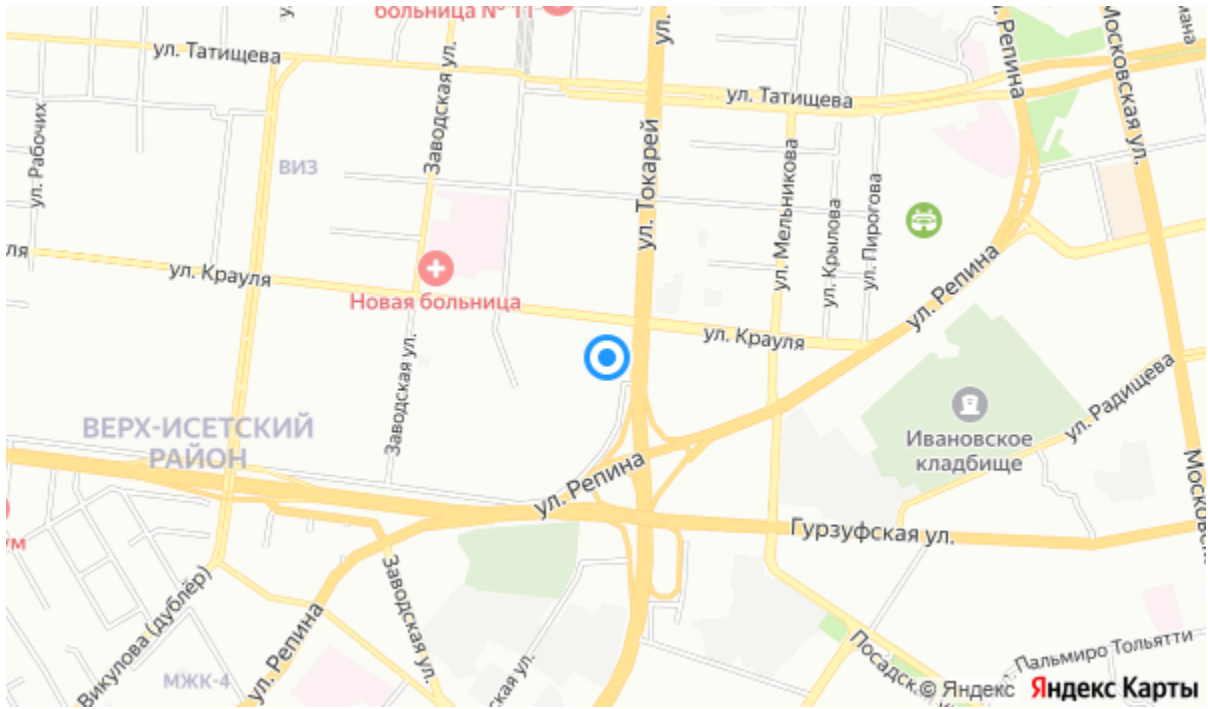 больница № 11
ул. Татищева
Заводская ул.
ул.
ул. Репина
Московская ул.
ул. Татищева
ул. Рабочих
ВИЗ
ул. Токарей
ул. Мельникова
ул. Крылова
ул. Пирогова
ул. Крауля
Новая больница
ул. Репина
ул. Крауля
Заводская ул.
ВЕРХ-ИСЕТСКИЙ
РАЙОН
Ивановское
кладбище
ул. Радищева
ул. Репина
Гурзуфская ул.
Викулова (дублёр)
Заводская ул.
ул. Репина
МЖК-4
Посадск.
Пальмиро Тольятти
© Яндекс Яндекс Карты